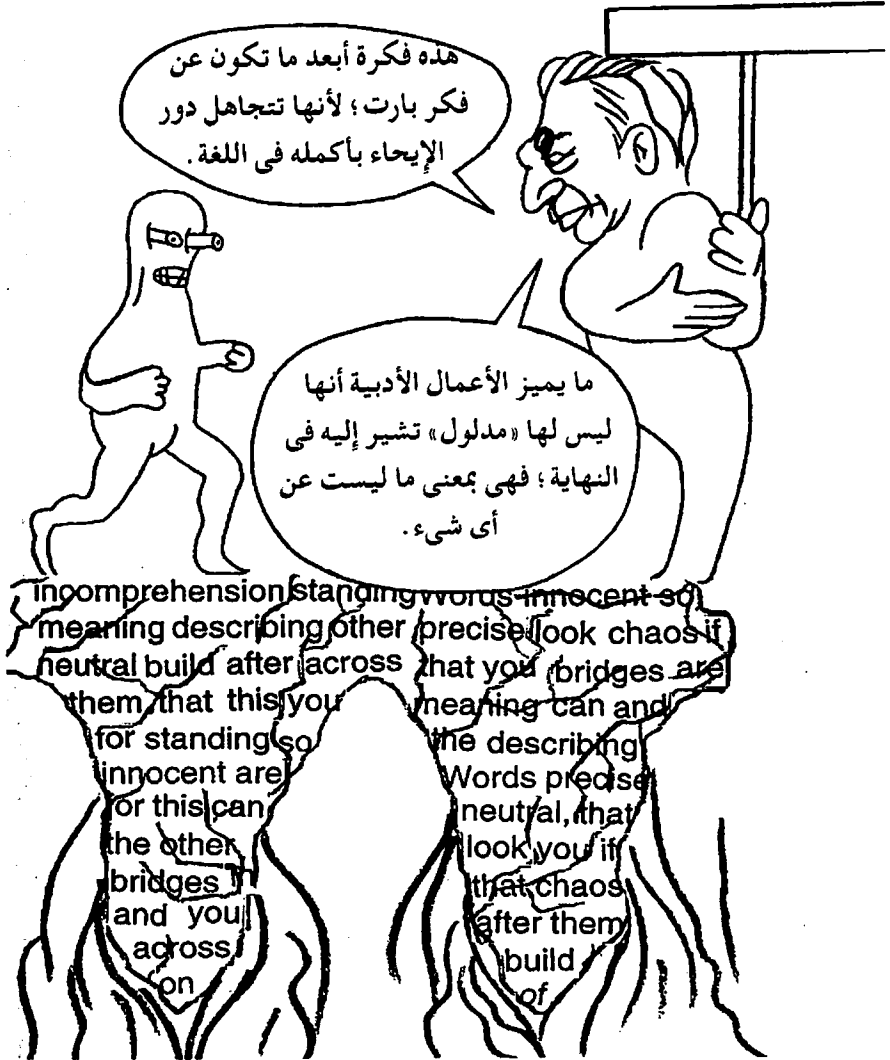 هذه فكرة أبعد ما تكون عن
فكر بارت ؛ لأنها تتجاهل دور
الإيحاء بأكمله فى اللغة .
ما يميز الأعمال الأدبية أنها
ليس لها «مدلول» تشير إليه فى
النهاية ؛ فهى بمعنى ما ليست عن
أى شىء .
incomprehension standing Words innocent so
meaning describing other precise look chaos if
neutral build after across that you bridges are
them, that this you meaning can and
for standing so the describing
innocent are Words precise
or this can neutral, that
the other look you if
bridges that chaos
and you after them
across build
on of